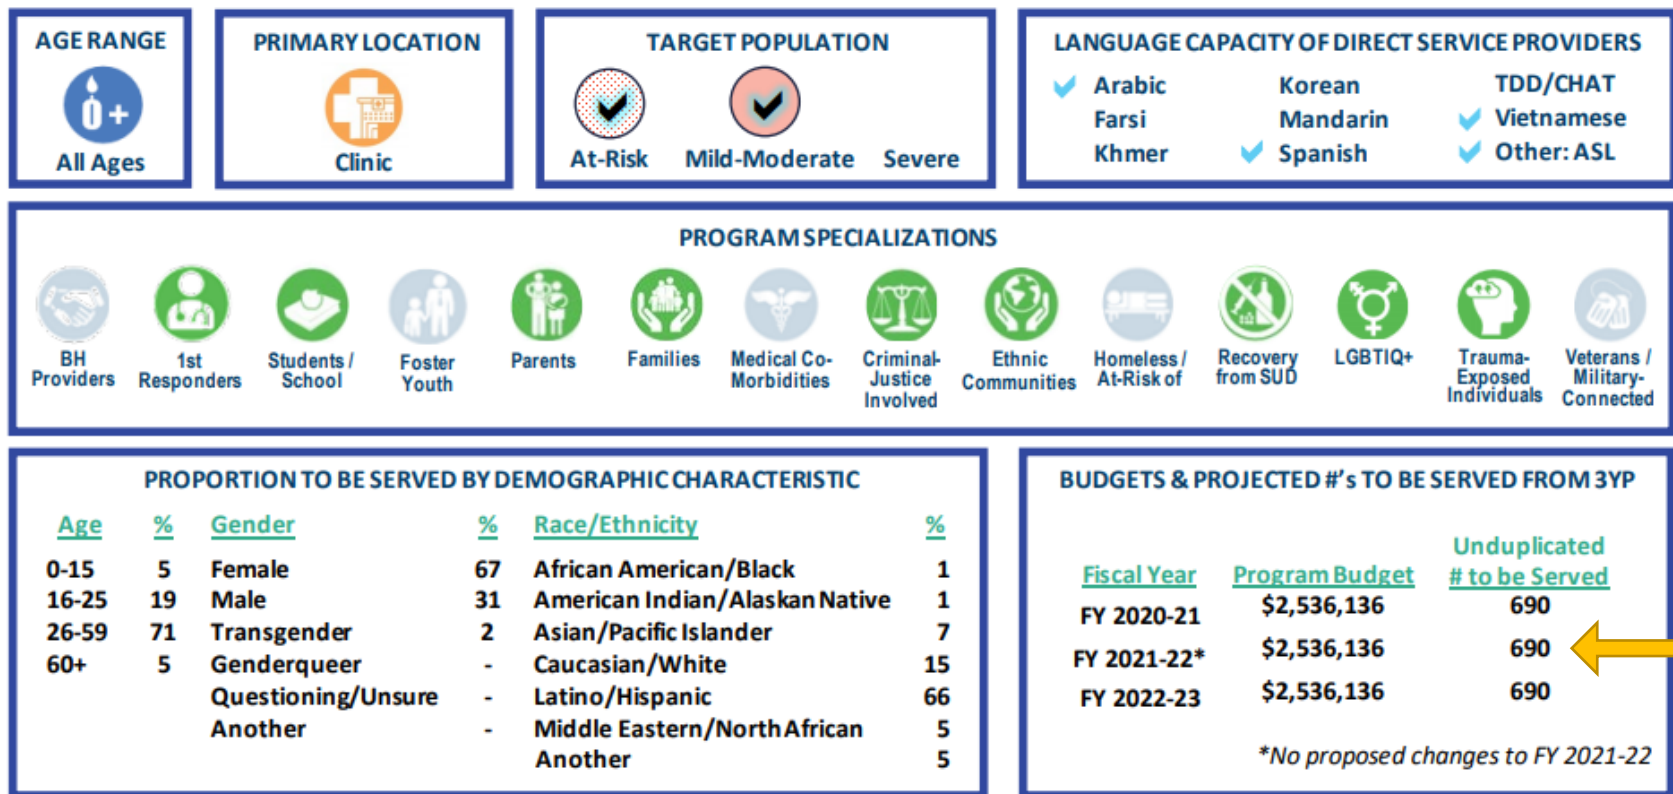 AGE RANGE
All Ages
PRIMARY LOCATION
Clinic
TARGET POPULATION
At-Risk Mild-Moderate Severe
LANGUAGE CAPACITY OF DIRECT SERVICE PROVIDERS
Arabic Korean TDD/CHAT
Farsi Mandarin Vietnamese
Khmer Spanish Other: ASL
PROGRAM SPECIALIZATIONS
BH
Providers
1st
Responders
Students /
School
Foster
Youth
Parents
Families
Medical Co-
Morbidities
Criminal-
Justice
Involved
Ethnic
Communities
Homeless /
At-Risk of
Recovery
from SUD
LGBTIQ+
Trauma-
Exposed
Individuals
Veterans /
Military-
Connected
PROPORTION TO BE SERVED BY DEMOGRAPHIC CHARACTERISTIC
Age % Gender % Race/Ethnicity %
0-15 5 Female 67 African American/Black 1
16-25 19 Male 31 American Indian/Alaskan Native 1
26-59 71 Transgender 2 Asian/Pacific Islander 7
60+ 5 Genderqueer - Caucasian/White 15
Questioning/Unsure - Latino/Hispanic 66
Another - Middle Eastern/North African 5
Another 5
BUDGETS & PROJECTED #'s TO BE SERVED FROM 3YP
Unduplicated
Fiscal Year Program Budget # to be Served
FY 2020-21 $2,536,136 690
FY 2021-22* $2,536,136 690
FY 2022-23 $2,536,136 690
*No proposed changes to FY 2021-22